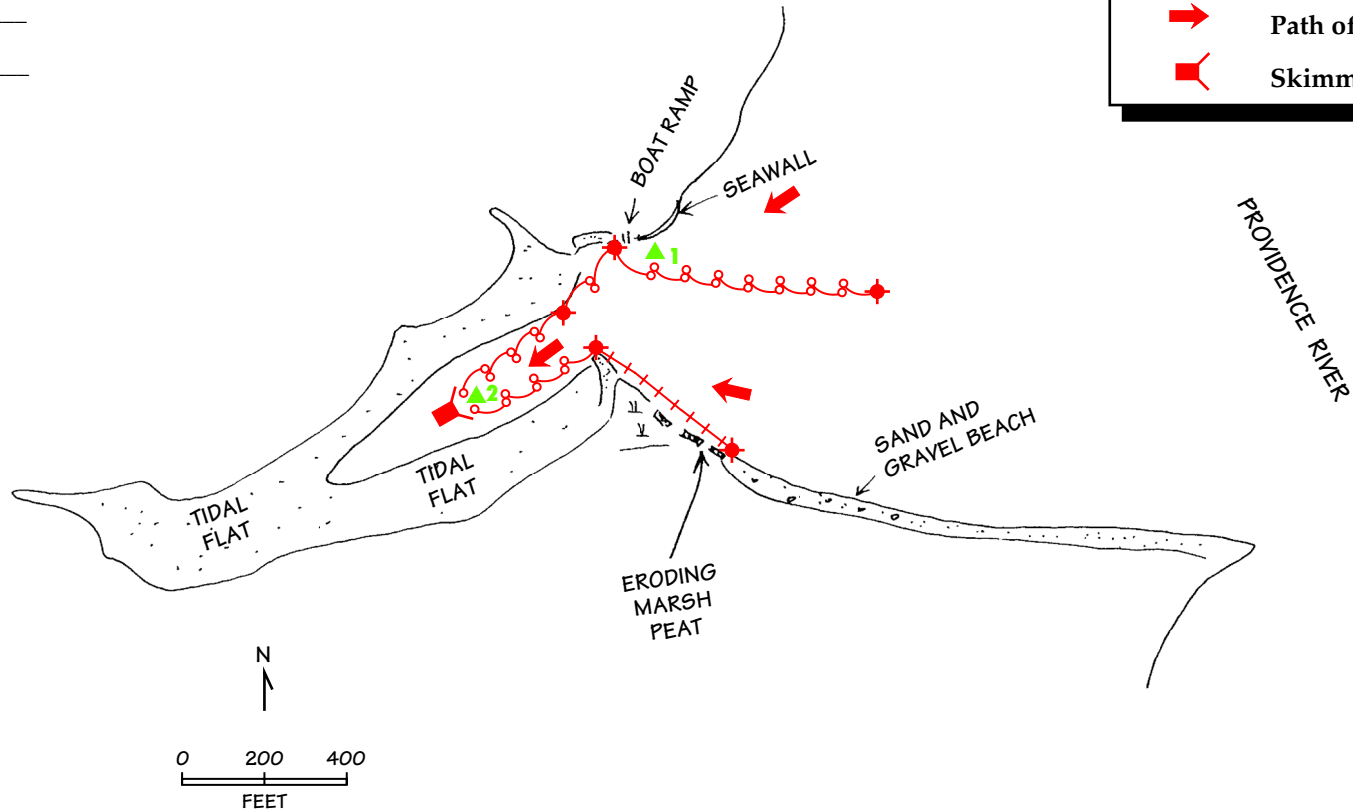 Path of
Skimm
BOAT RAMP
SEAWALL
1
PROVIDENCE RIVER
2
SAND AND
GRAVEL BEACH
TIDAL
FLAT
TIDAL
FLAT
ERODING
MARSH
PEAT
N
0 200 400
FEET